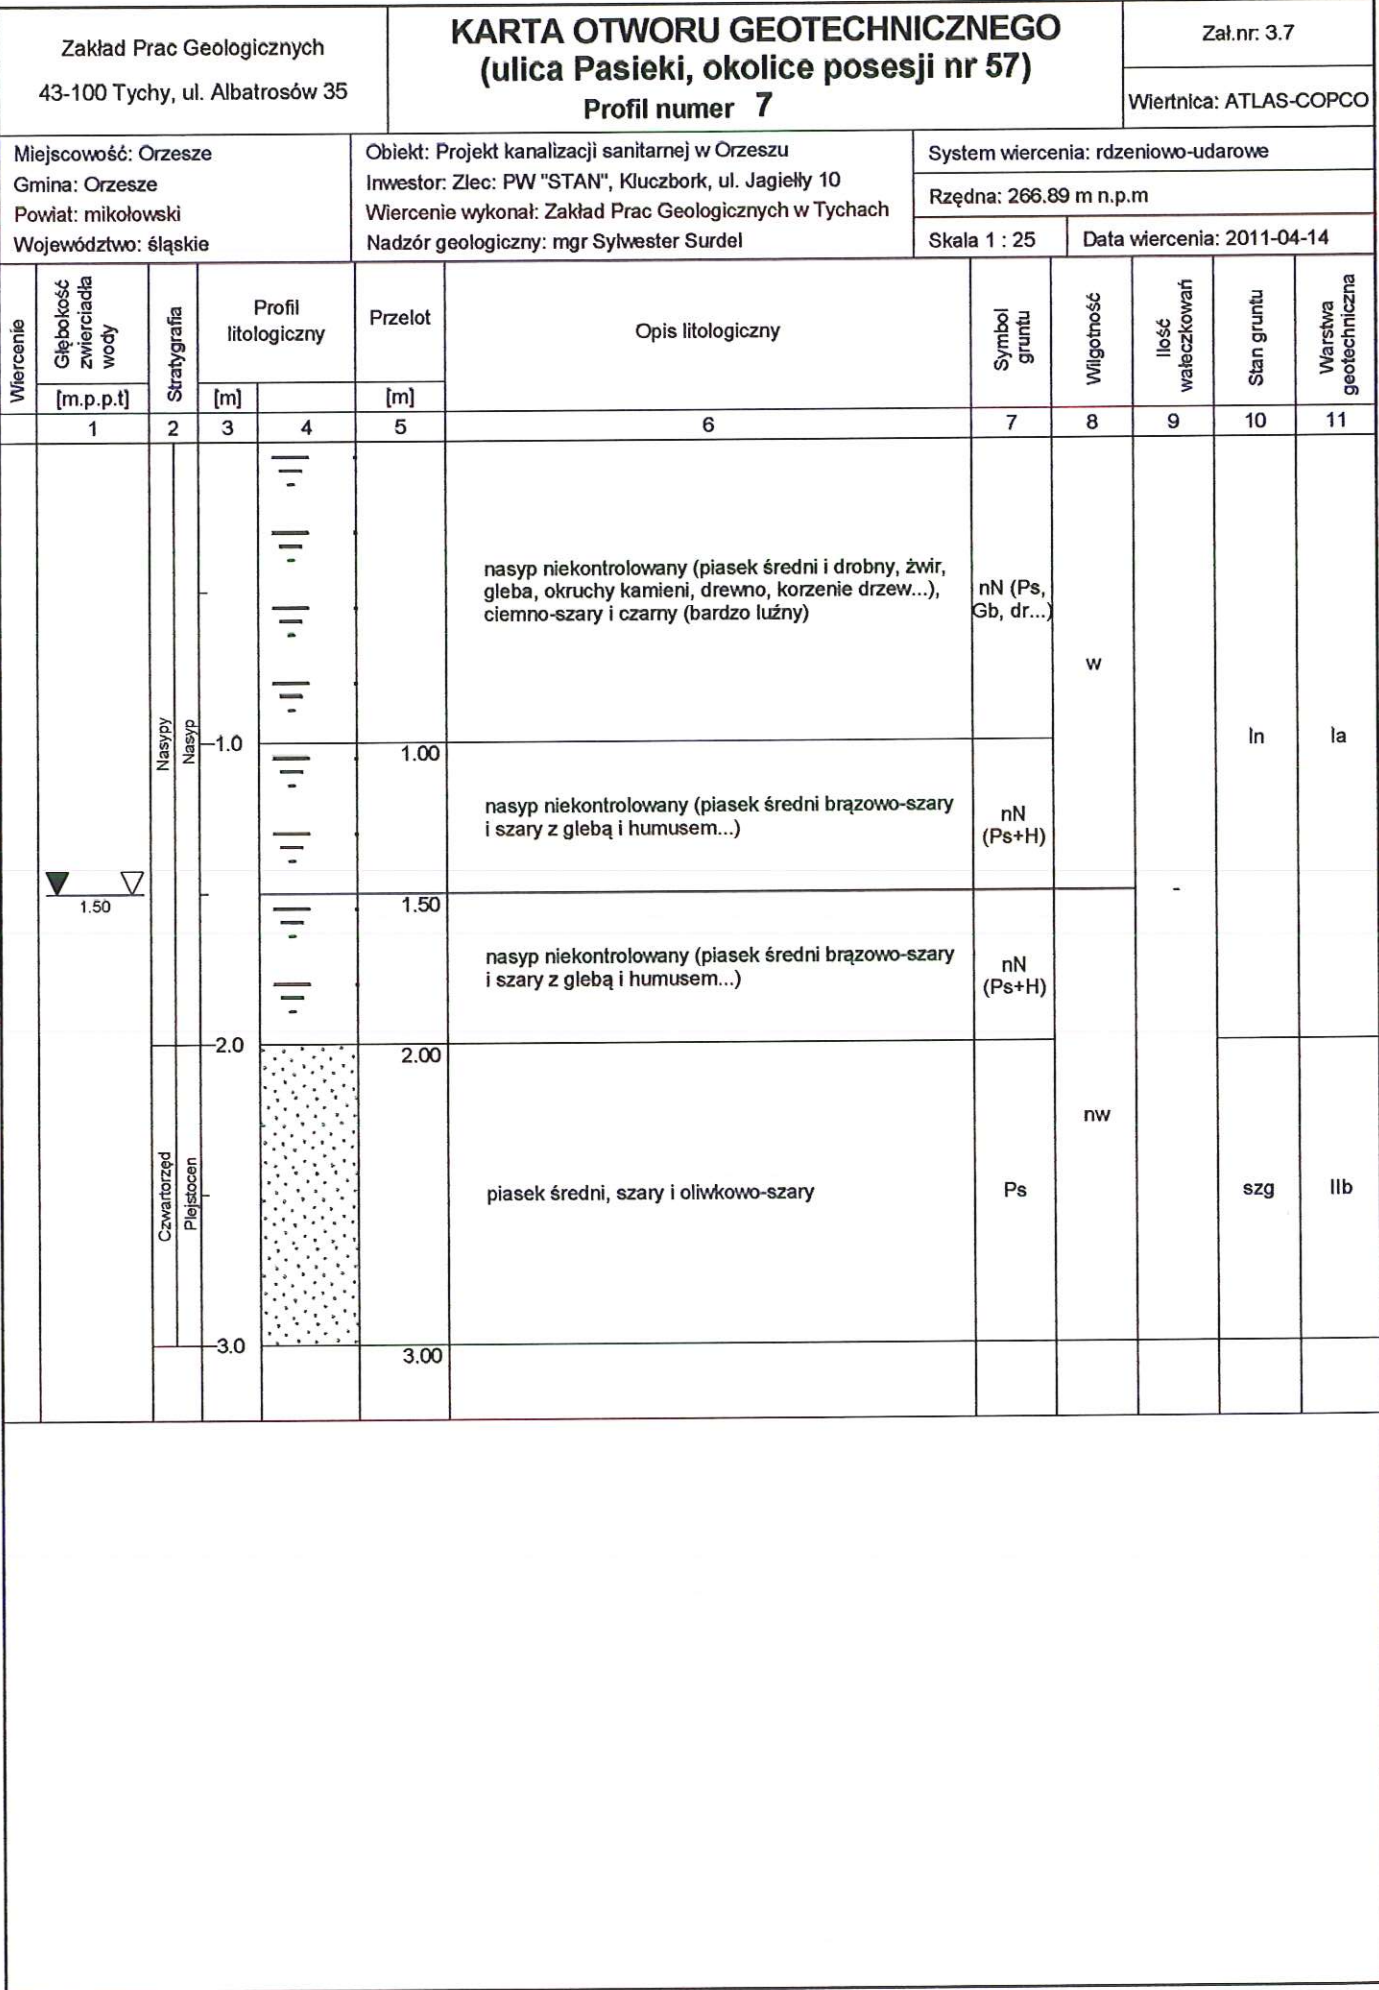 Zakład Prac Geologicznych
43-100 Tychy, ul. Albatrosów 35
KARTA OTWORU GEOTECHNICZNEGO
(ulica Pasieki, okolice posesji nr 57)
Profil numer 7
Zał.nr: 3.7
Wiertnica: ATLAS-COPCO
Miejscowość: Orzesze
Gmina: Orzesze
Powiat: mikołowski
Województwo: śląskie
Obiekt: Projekt kanalizacji sanitarnej w Orzeszu
Inwestor: Zlec: PW "STAN", Kluczbork, ul. Jagiełły 10
Wiercenie wykonał: Zakład Prac Geologicznych w Tychach
Nadzór geologiczny: mgr Sylwester Surdel
System wiercenia: rdzeniowo-udarowe
Rzędna: 266.89 m n.p.m
Skala 1 : 25
Data wiercenia: 2011-04-14
Wiercenie
Głębokość
zwierciadła
wody
[m.p.p.t]
Stratygrafia
Profil
litologiczny
[m]
Przelot
[m]
Opis litologiczny
Symbol
gruntu
Wilgotność
Ilość
wałeczkowań
Stan gruntu
Warstwa
geotechniczna
1 2 3 4 5 6 7 8 9 10 11
nasyp niekontrolowany (piasek średni i drobny, żwir,
gleba, okruchy kamieni, drewno, korzenie drzew...),
ciemno-szary i czarny (bardzo luźny)
nN (Ps,
Gb, dr...)
w
Nasypy
Nasyp
1.0
1.00
ln
Ia
nasyp niekontrolowany (piasek średni brązowo-szary
i szary z glebą i humusem...)
nN
(Ps+H)
1.50
1.50
-
nasyp niekontrolowany (piasek średni brązowo-szary
i szary z glebą i humusem...)
nN
(Ps+H)
2.0
2.00
nw
Czwartorzęd
Plejstocen
piasek średni, szary i oliwkowo-szary
Ps
szg
IIb
3.0
3.00